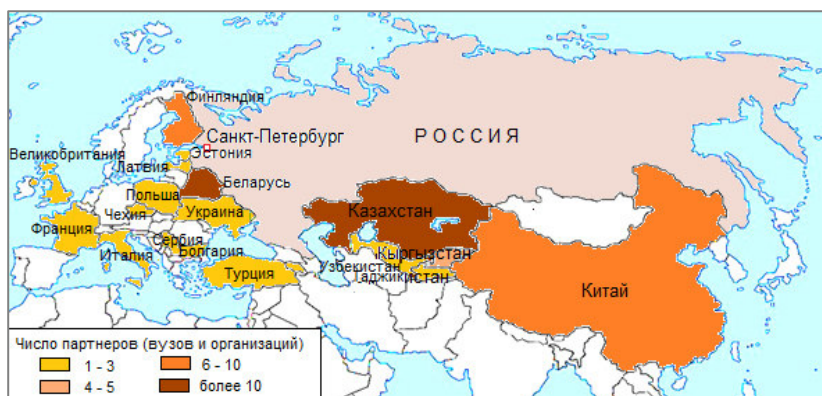 Финляндия
Санкт-Петербург
РОССИЯ
Эстония
Великобритания
Латвия
Беларусь
Польша
Казахстан
Чехия
Украина
Франция
Сербия
Кыргызстан
Болгария
Италия
Узбекистан
Турция
Таджикистан
Китай
Число партнеров (вузов и организаций)
1 - 3
6 - 10
4 - 5
более 10